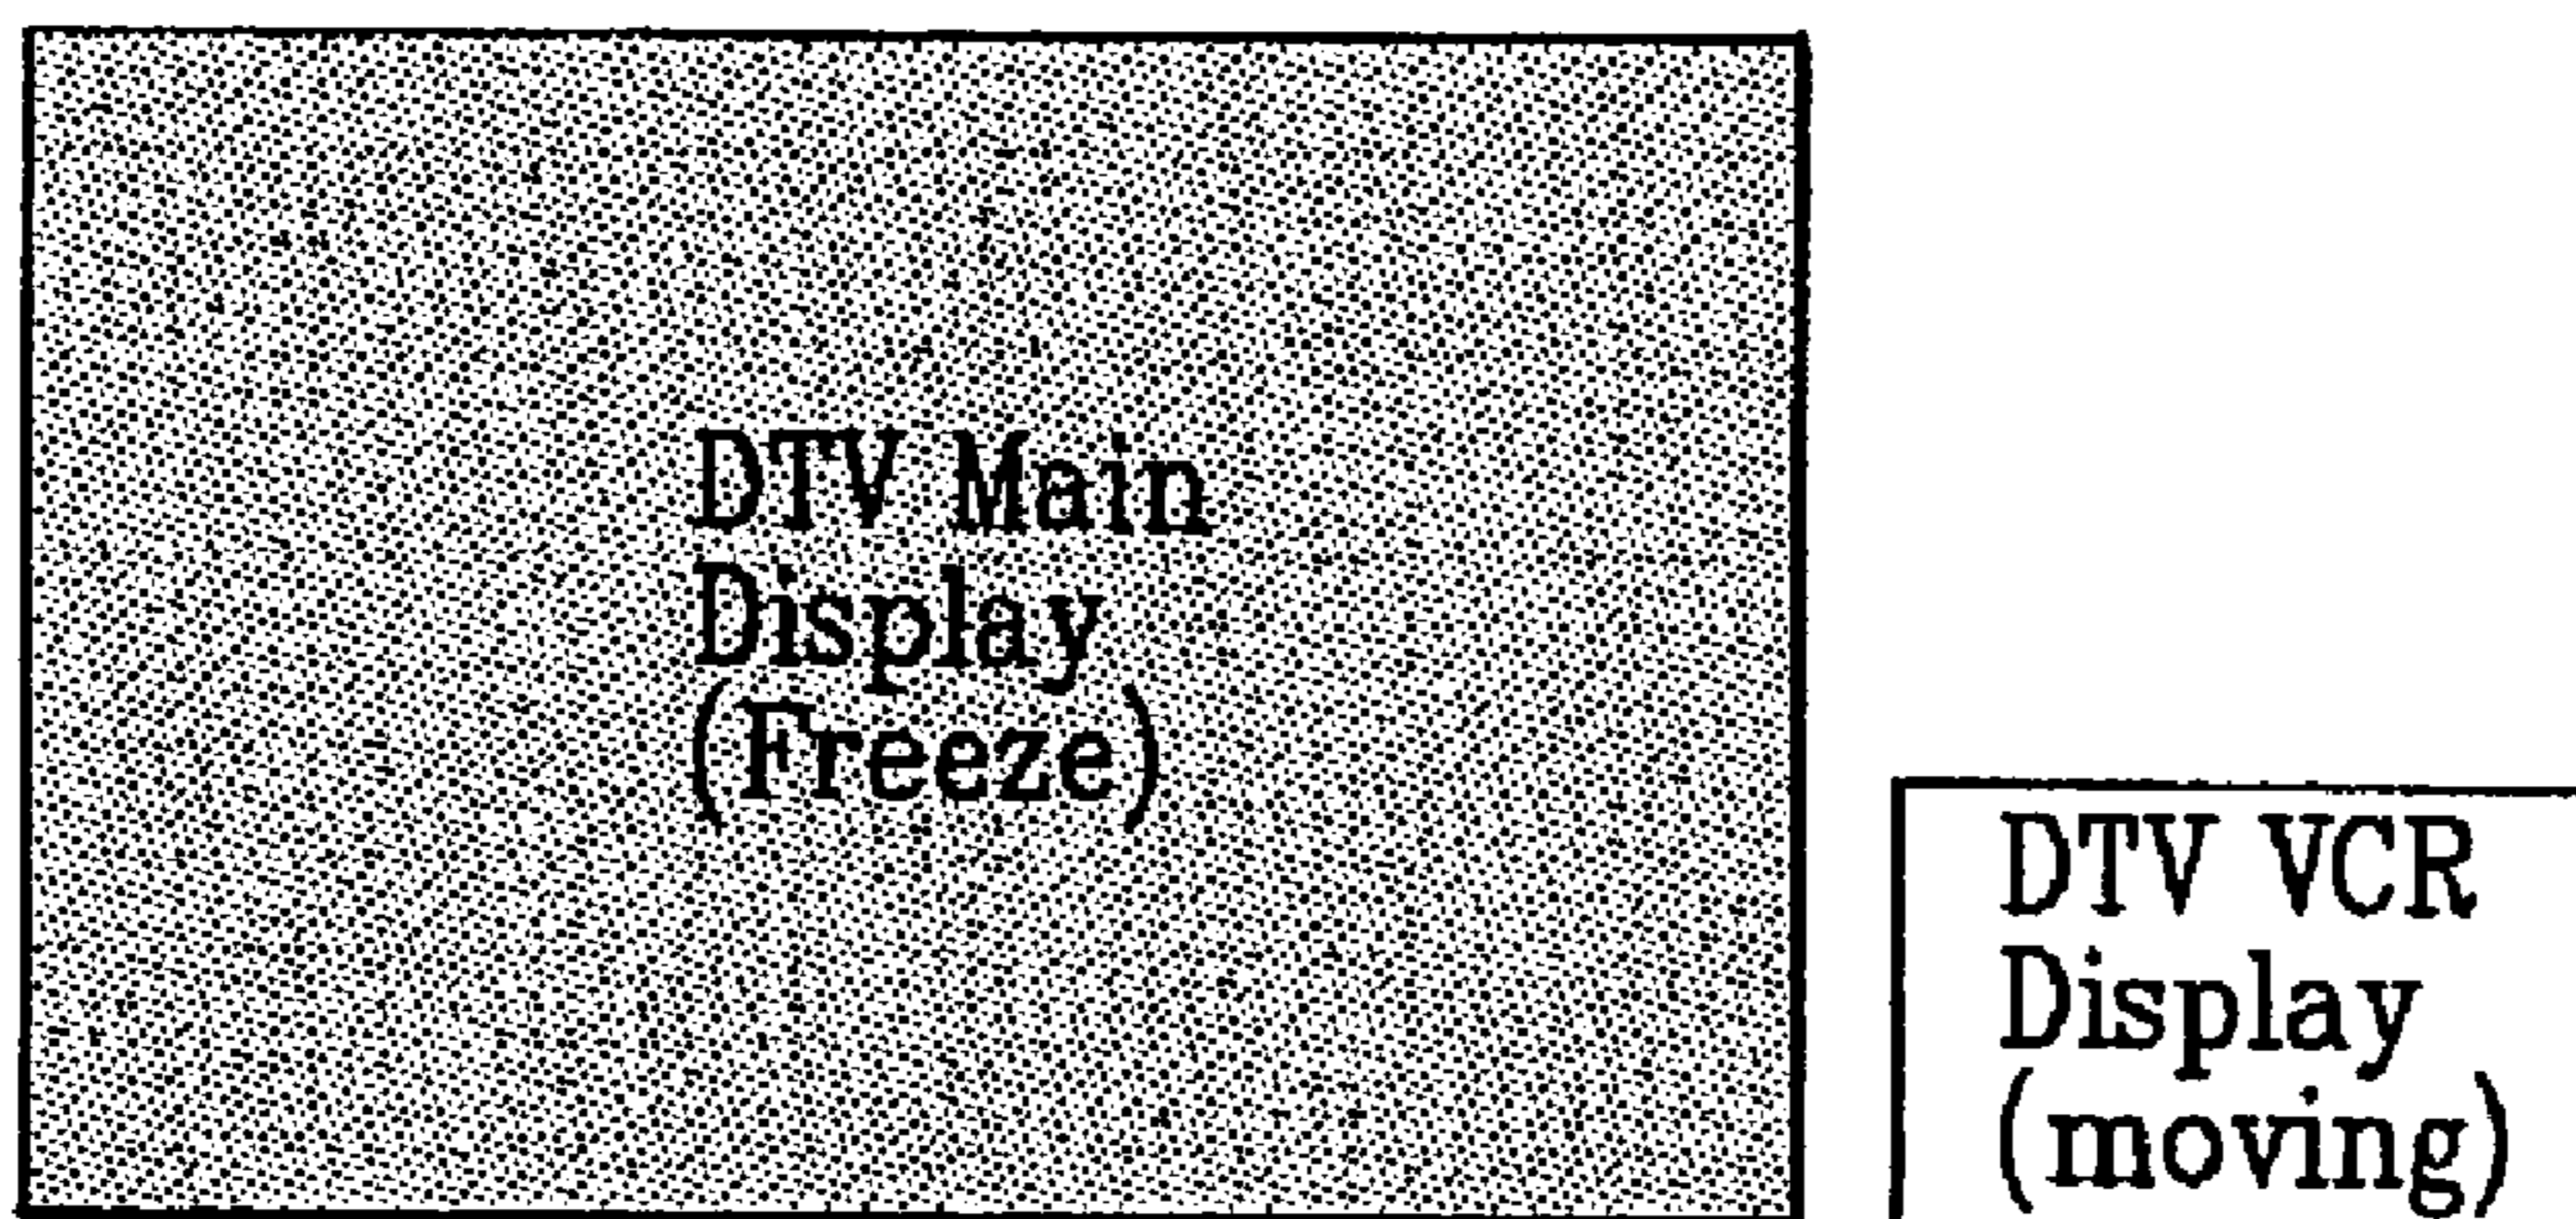 DTV Main
Display
(Freeze)
DTV VCR
Display
(moving)